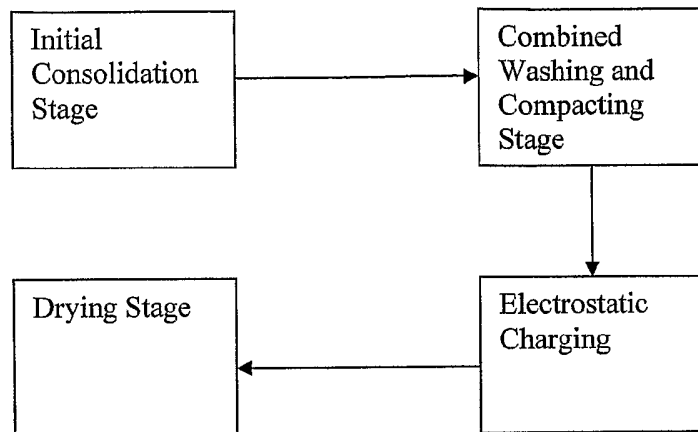 Initial
Consolidation
Stage
Combined
Washing and
Compacting
Stage
Electrostatic
Charging
Drying Stage